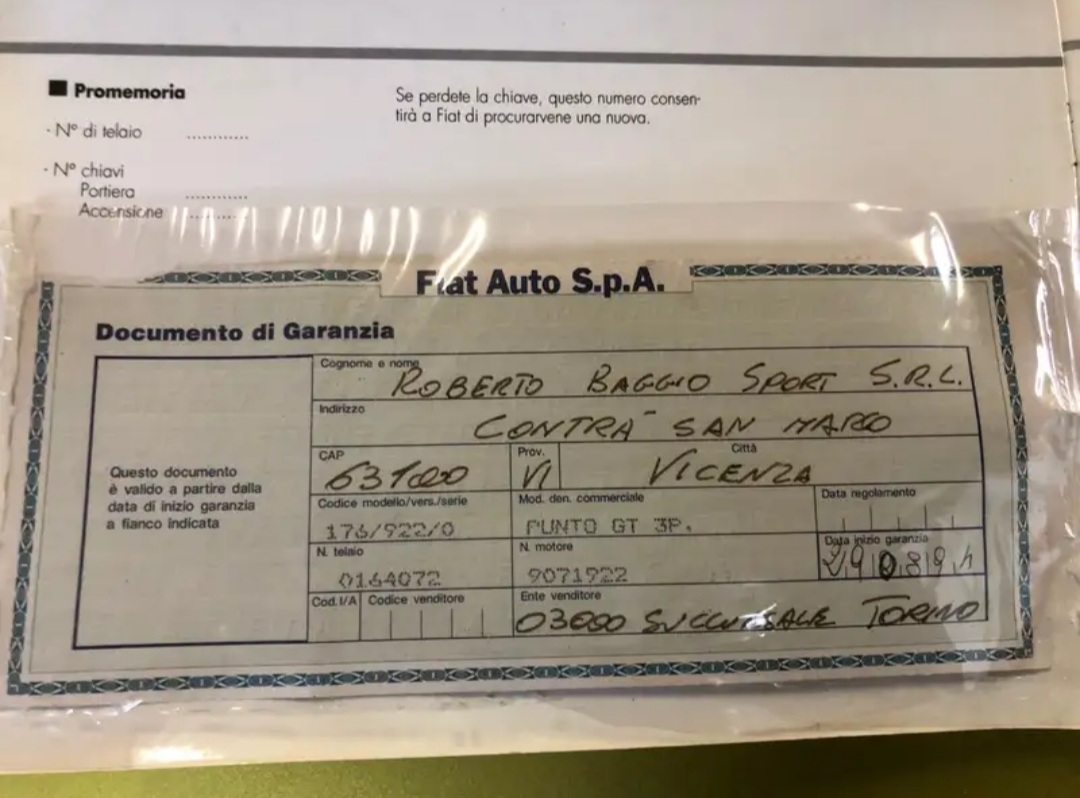 Promemoria
Se perdete la chiave, questo numero consen-
tirà a Fiat di procurarvene una nuova.
- N° di telaio ............
- N° chiavi
Portiera ............
Accensione ............
Fiat Auto S.p.A.
Documento di Garanzia
Cognome e nome
ROBERTO BAGGIO SPORT S.R.L.
Indirizzo
CONTRA' SAN MARCO
CAP Prov. Città
VI VICENZA
Questo documento
è valido a partire dalla
data di inizio garanzia
a fianco indicata
Codice modello/vers./serie Mod. den. commerciale Data regolamento
176/922/0 PUNTO GT 3P.
N. telaio N. motore Data inizio garanzia
0164072 9071922
Cod. I/A Codice venditore Ente venditore
03000 SUCCURSALE TORINO